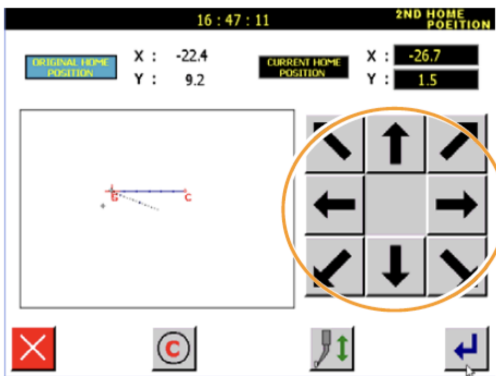 16 : 47 : 11
2ND HOME
POEITION
ORIGINAL HOME
POSITION
X : -22.4
Y : 9.2
CURRENT HOME
POSITION
X : -26.7
Y : 1.5
C
C